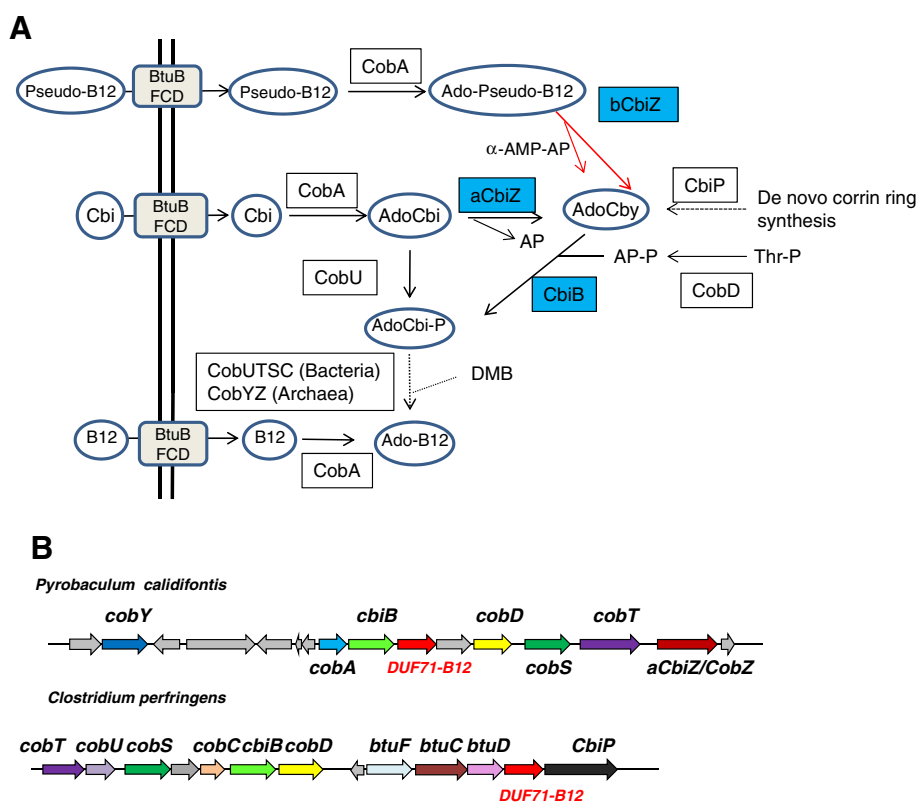 A
CobA
Pseudo-B12
BtuB
FCD
Pseudo-B12
Ado-Pseudo-B12
bCbiZ
α-AMP-AP
CobA
aCbiZ
CbiP
Cbi
BtuB
FCD
Cbi
AdoCbi
AdoCby
De novo corrin ring
synthesis
AP
CobU
AP-P
Thr-P
CbiB
CobD
AdoCbi-P
CobUTSC (Bacteria)
CobYZ (Archaea)
DMB
B12
BtuB
FCD
B12
Ado-B12
CobA
B
Pyrobaculum calidifontis
cobY
cbiB
cobD
cobT
cobA
DUF71-B12
cobS
aCbiZ/CobZ
Clostridium perfringens
cobT
cobU
cobS
cobC
cbiB
cobD
btuF
btuC
btuD
CbiP
DUF71-B12